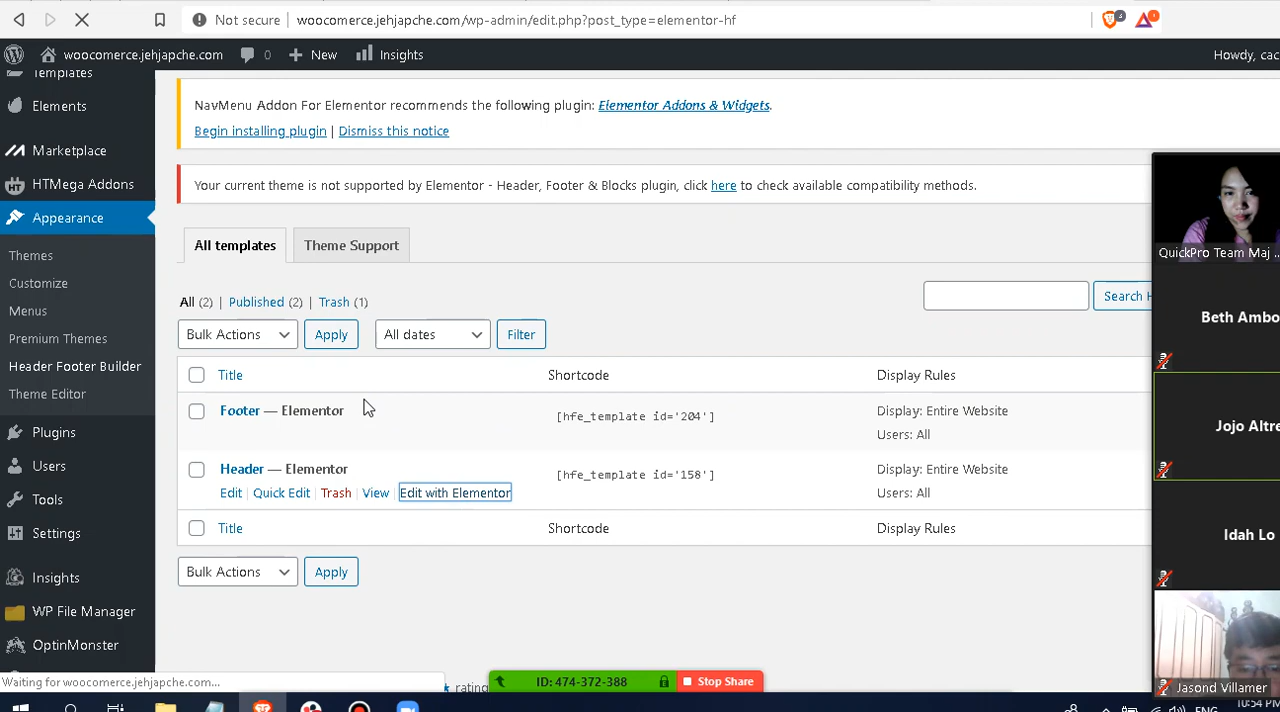 Not secure | woocomerce.jehjapche.com/wp-admin/edit.php?post_type=elementor-hf
3
woocomerce.jehjapche.com 0 New Insights Howdy, cac
Templates
Elements
Marketplace
HTMega Addons
Appearance
Themes
Customize
Menus
Premium Themes
Header Footer Builder
Theme Editor
Plugins
Users
Tools
Settings
Insights
WP File Manager
OptinMonster
NavMenu Addon For Elementor recommends the following plugin: Elementor Addons & Widgets.
Begin installing plugin | Dismiss this notice
Your current theme is not supported by Elementor - Header, Footer & Blocks plugin, click here to check available compatibility methods.
All templates Theme Support
All (2) | Published (2) | Trash (1)
Search H
Bulk Actions Apply All dates Filter
Title Shortcode Display Rules
Footer — Elementor [hfe_template id='204'] Display: Entire Website
Users: All
Header — Elementor [hfe_template id='158'] Display: Entire Website
Edit | Quick Edit | Trash | View | Edit with Elementor Users: All
Title Shortcode Display Rules
Bulk Actions Apply
QuickPro Team Maj ...
Beth Ambo
Jojo Altre
Idah Lo
Jasond Villamer
Waiting for woocomerce.jehjapche.com...
rating
ID: 474-372-388 Stop Share
ENG 10:54 PM